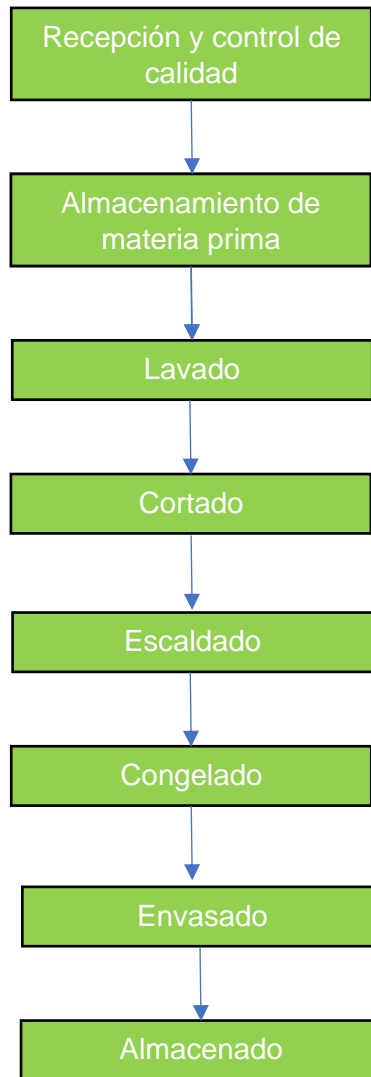 Recepción y control de
calidad
Almacenamiento de
materia prima
Lavado
Cortado
Escaldado
Congelado
Envasado
Almacenado